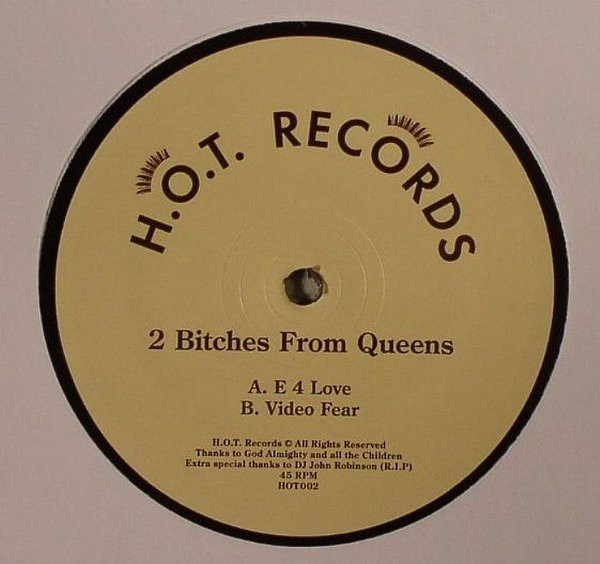 H.O.T. RECORDS
2 Bitches From Queens
A. E 4 Love
B. Video Fear
H.O.T. Records © All Rights Reserved
Thanks to God Almighty and all the Children
Extra special thanks to DJ John Robinson (R.I.P)
45 RPM
HOT002